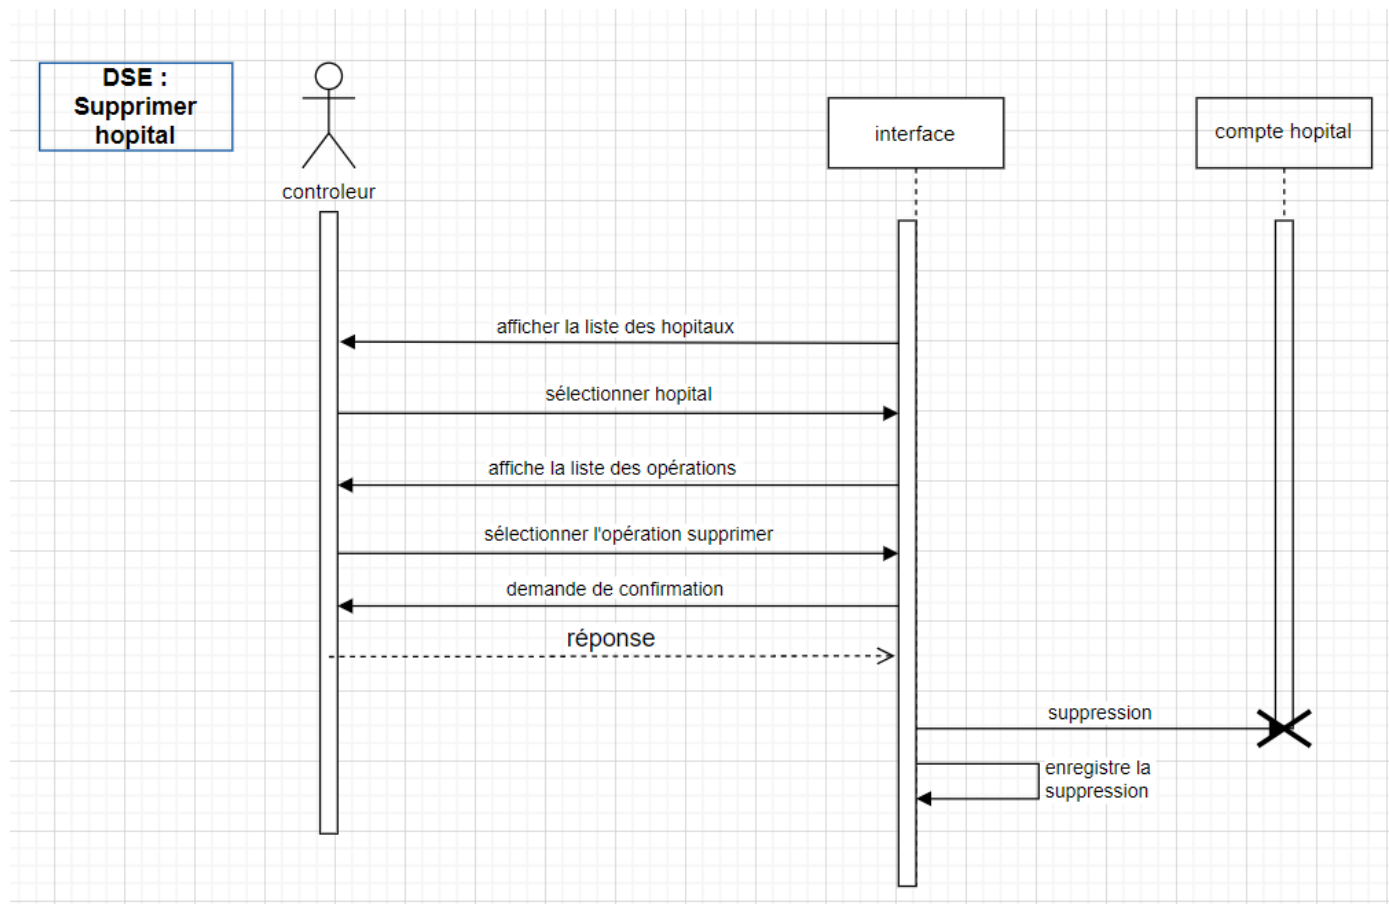 DSE :
Supprimer
hopital
controleur
interface
compte hopital
afficher la liste des hopitaux
sélectionner hopital
affiche la liste des opérations
sélectionner l'opération supprimer
demande de confirmation
réponse
suppression
enregistre la
suppression